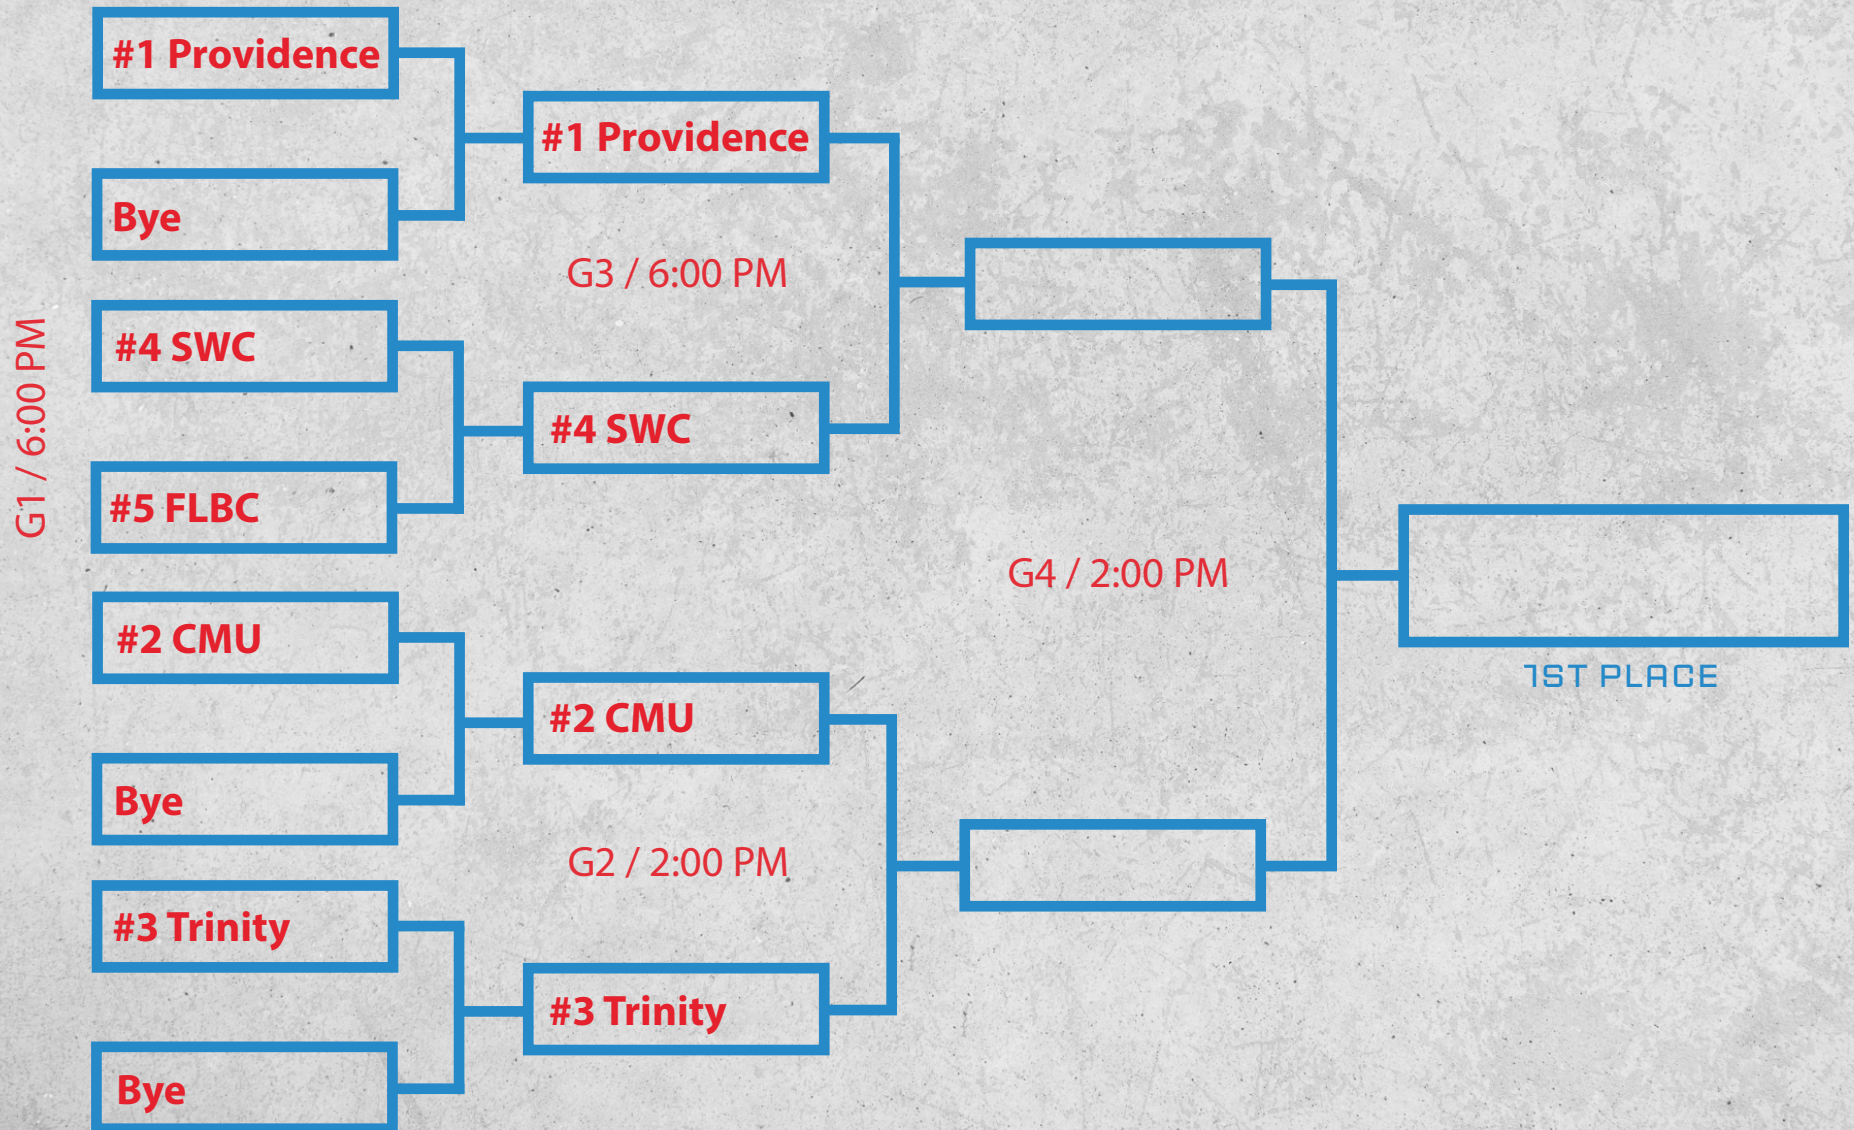 #1 Providence
Bye
G1 / 6:00 PM
#4 SWC
#5 FLBC
#2 CMU
Bye
#3 Trinity
Bye
#1 Providence
G3 / 6:00 PM
#4 SWC
#2 CMU
G2 / 2:00 PM
#3 Trinity
G4 / 2:00 PM
1ST PLACE